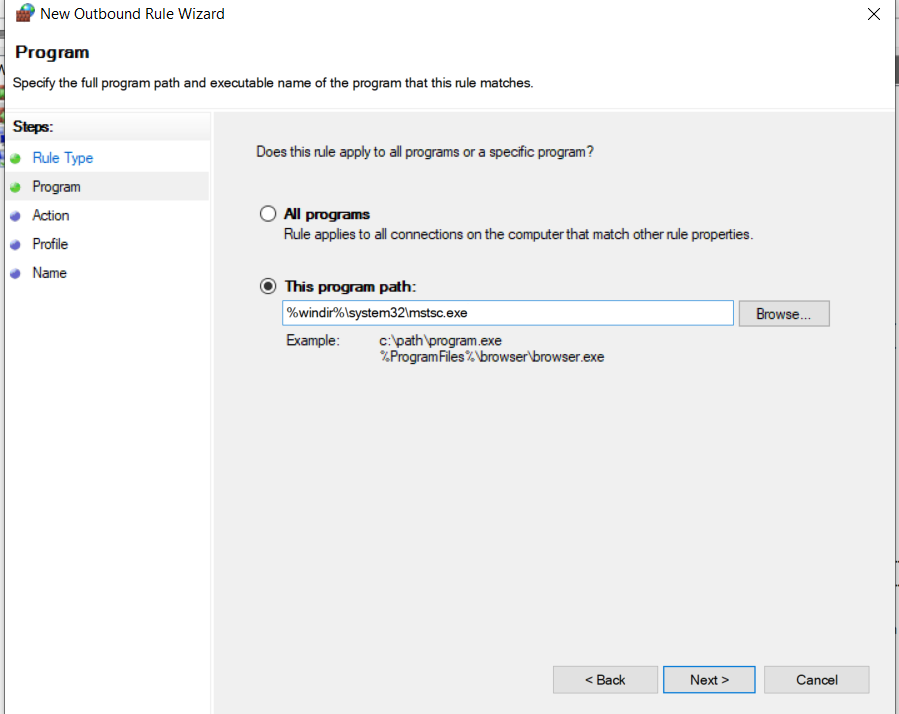 New Outbound Rule Wizard
Program
Specify the full program path and executable name of the program that this rule matches.
Steps:
Rule Type
Program
Action
Profile
Name
Does this rule apply to all programs or a specific program?
All programs
Rule applies to all connections on the computer that match other rule properties.
This program path:
%windir%\system32\mstsc.exe
Browse...
Example: c:\path\program.exe
%ProgramFiles%\browser\browser.exe
< Back Next > Cancel